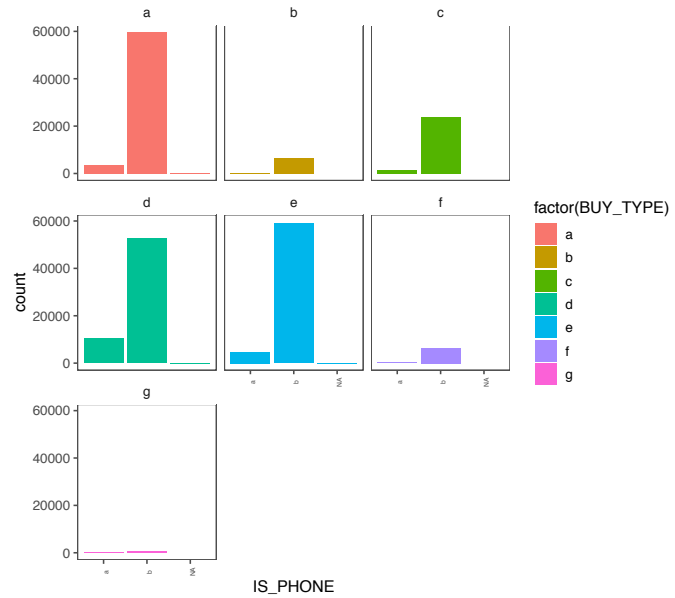 a b c
60000
40000
20000
0
d e f
60000
40000
20000
0
a b NA a b NA
g
60000
40000
20000
0
a b NA
count
IS_PHONE
factor(BUY_TYPE)
a
b
c
d
e
f
g